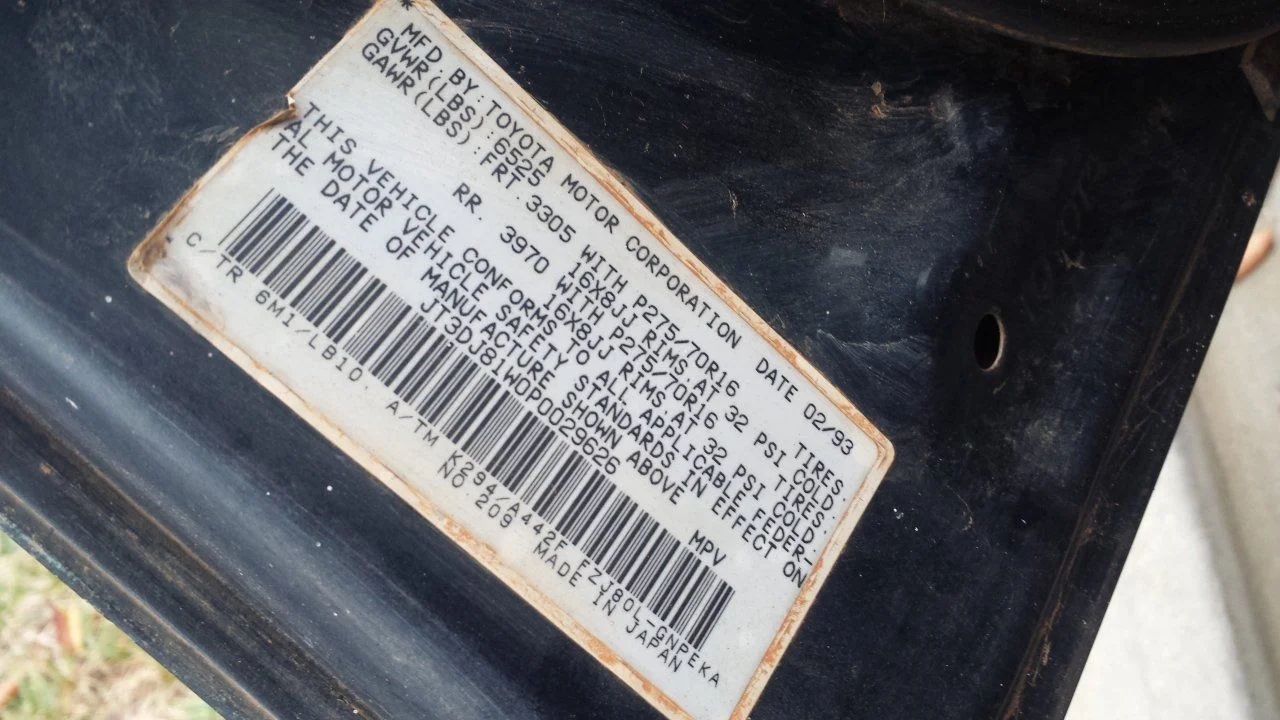 MFD.BY:TOYOTA MOTOR CORPORATION DATE 02/93
GVWR(LBS):6525
GAWR(LBS):FRT.3305 WITH P275/70R16 TIRES.
16X8JJ RIMS.AT 32 PSI COLD
RR. 3970 WITH P275/70R16 TIRES.
16X8JJ RIMS.AT 32 PSI COLD.
THIS VEHICLE CONFORMS TO ALL APPLICABLE FEDER-
AL MOTOR VEHICLE SAFETY STANDARDS IN EFFECT ON
THE DATE OF MANUFACTURE SHOWN ABOVE
JT3DJ81W0P0029626 MPV
C/TR 6M1/LB10. A/TM K294/A442F FZJ80L-GNPEKA
NO.209 MADE IN JAPAN